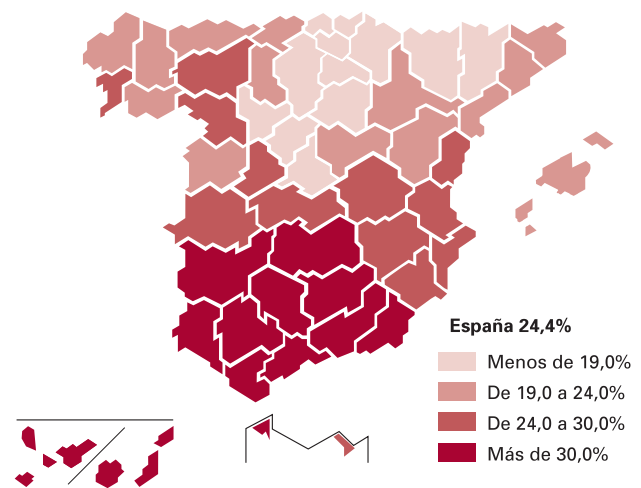 España 24,4%
Menos de 19,0%
De 19,0 a 24,0%
De 24,0 a 30,0%
Más de 30,0%